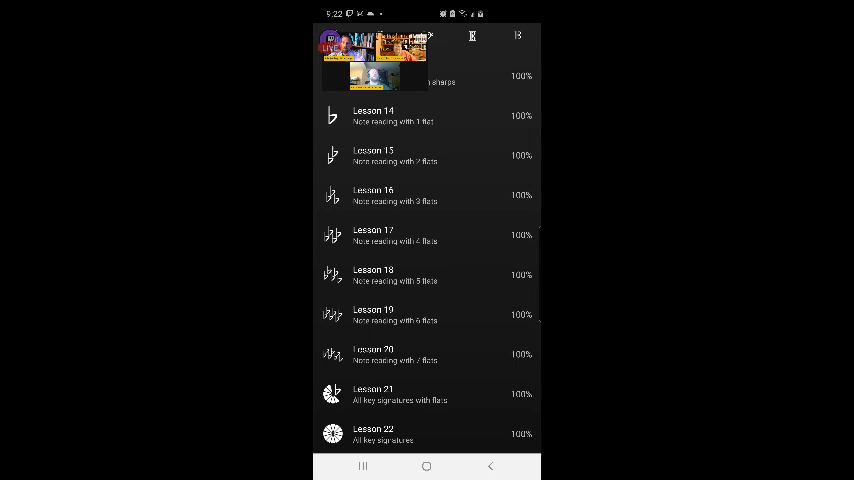 9:22
LIVE
h sharps
100%
Lesson 14
Note reading with 1 flat
100%
Lesson 15
Note reading with 2 flats
100%
Lesson 16
Note reading with 3 flats
100%
Lesson 17
Note reading with 4 flats
100%
Lesson 18
Note reading with 5 flats
100%
Lesson 19
Note reading with 6 flats
100%
Lesson 20
Note reading with 7 flats
100%
Lesson 21
All key signatures with flats
100%
Lesson 22
All key signatures
100%